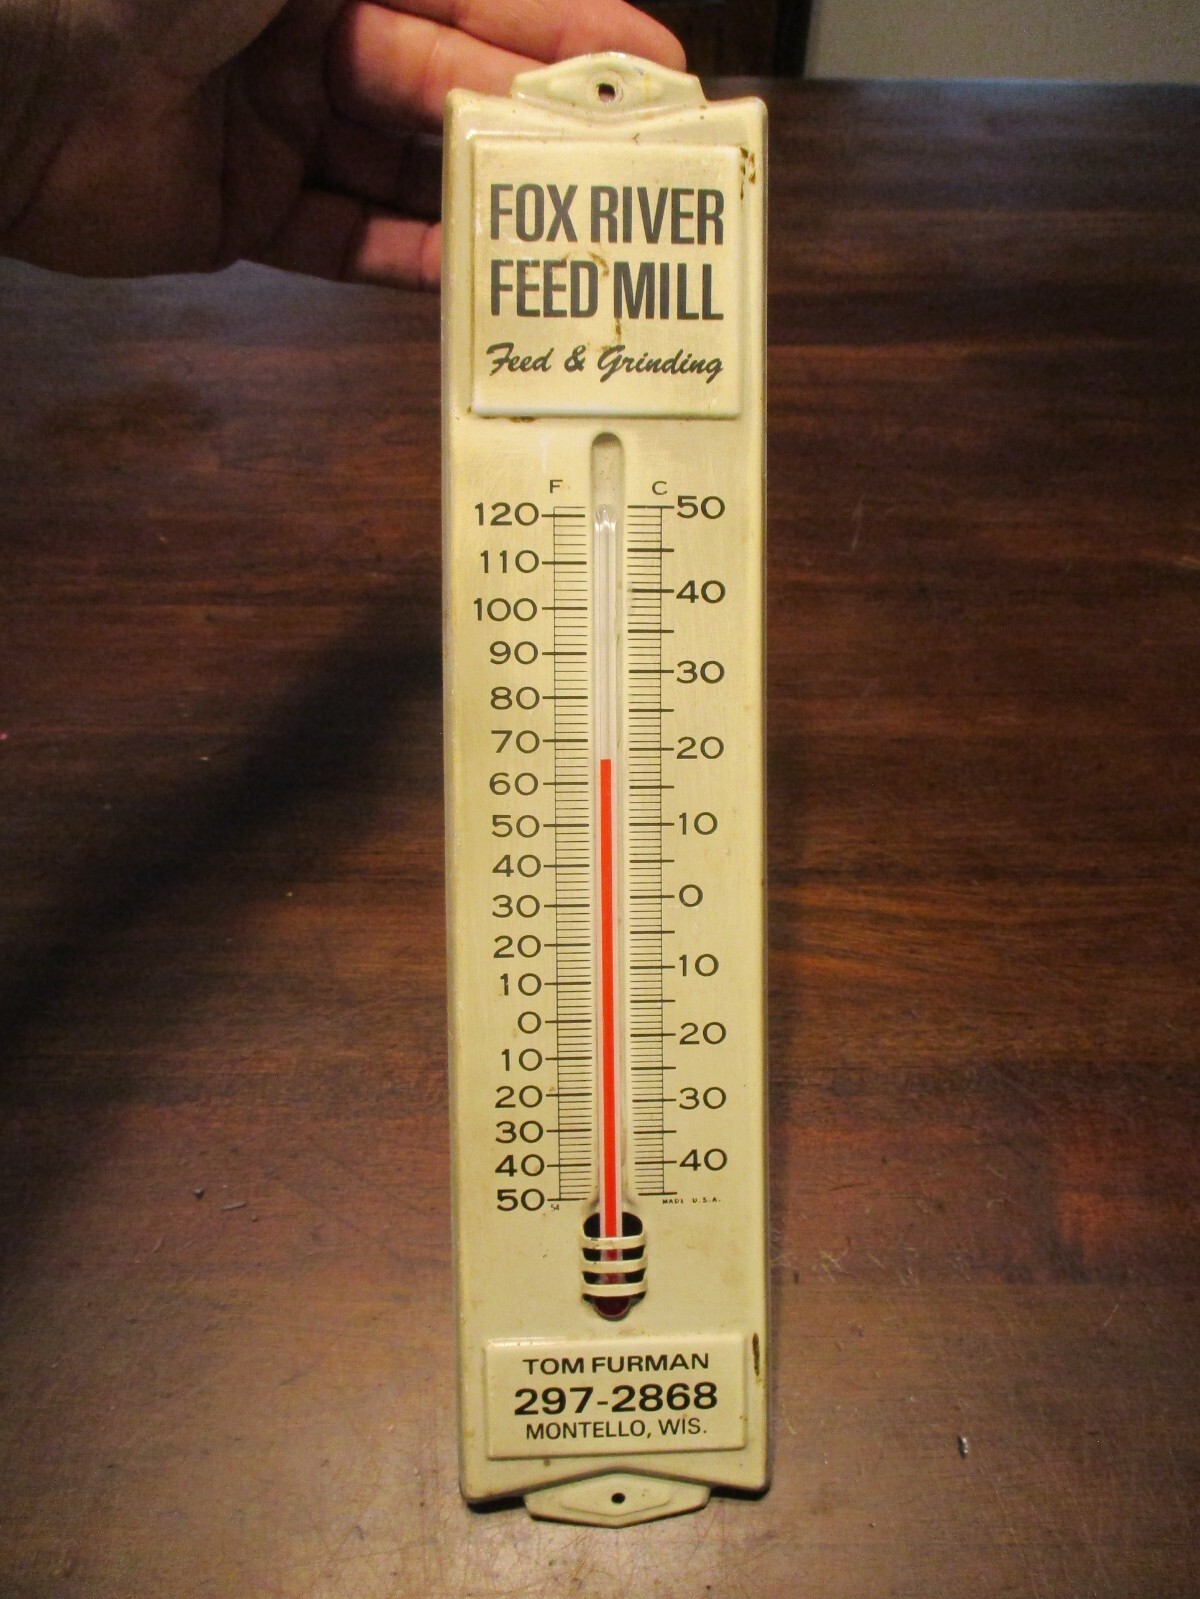 FOX RIVER
FEED MILL
Feed & Grinding
F C
120 50
110
100 40
90
80 30
70 20
60
50 10
40
30 0
20
10 10
0 20
10
20 30
30
40 40
50
54 MADE U.S.A.
TOM FURMAN
297-2868
MONTELLO, WIS.